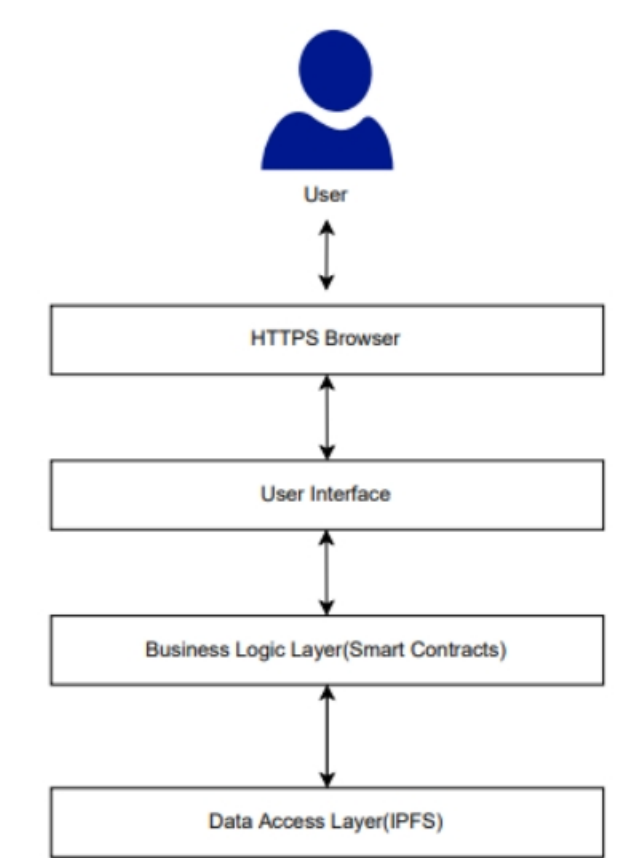 User
HTTPS Browser
User Interface
Business Logic Layer(Smart Contracts)
Data Access Layer(IPFS)